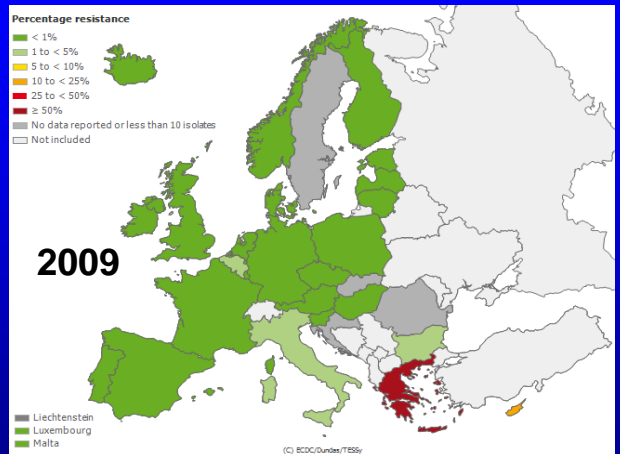 Percentage resistance
< 1%
1 to < 5%
5 to < 10%
10 to < 25%
25 to < 50%
≥ 50%
No data reported or less than 10 isolates
Not included
2009
Liechtenstein
Luxembourg
Malta
(C) ECDC/Dundas/TESSy